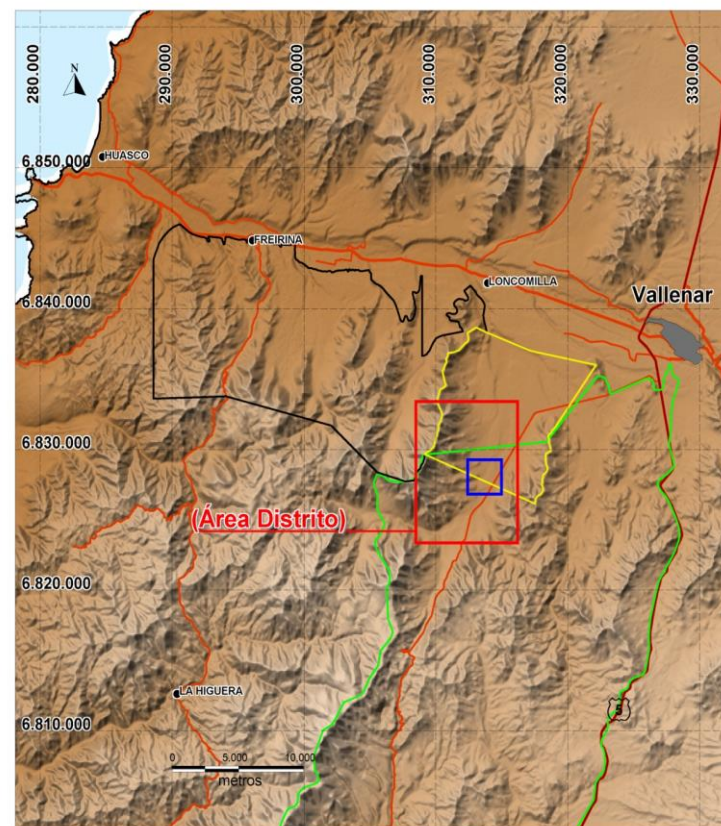 280.000
290.000
300.000
310.000
320.000
330.000
N
6.850.000
HUASCO
FREIRINA
6.840.000
LONCOMILLA
Vallenar
6.830.000
(Área Distrito)
6.820.000
LA HIGUERA
5
6.810.000
0 5.000 10.000
metros